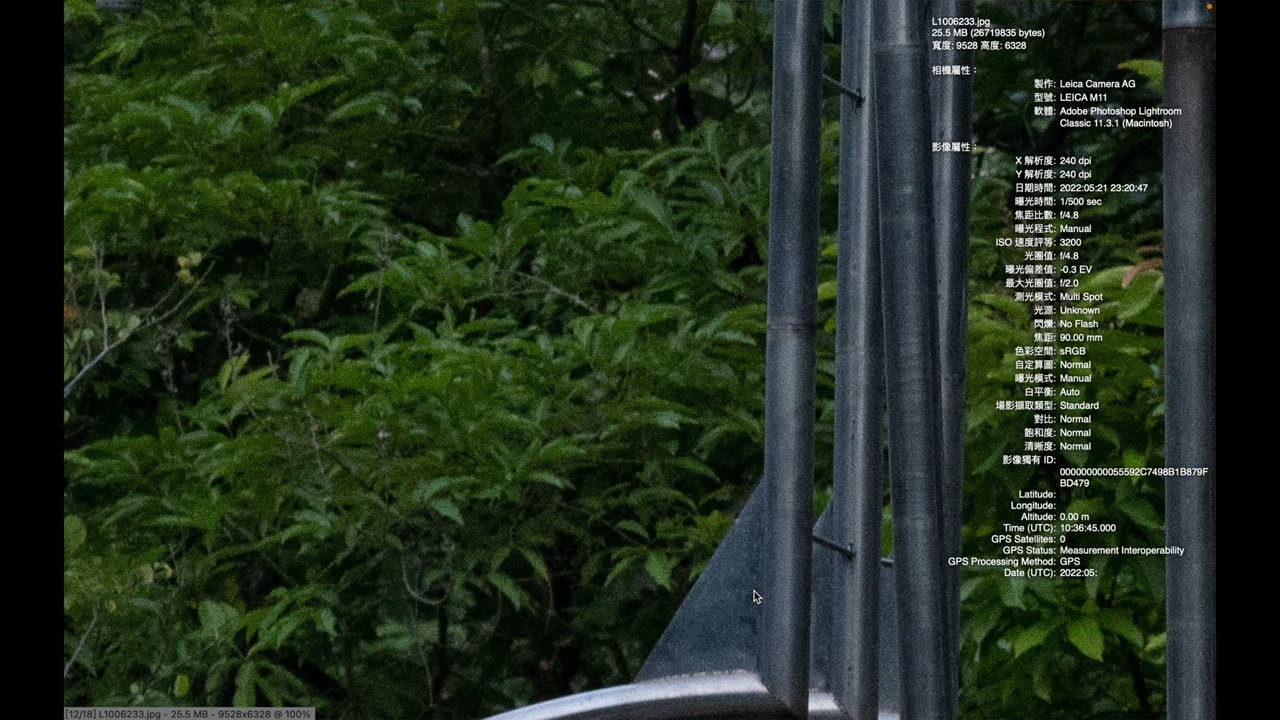 L1006233.jpg
25.5 MB (26719835 bytes)
寬度: 9528 高度: 6328
相機屬性：
製作: Leica Camera AG
型號: LEICA M11
軟體: Adobe Photoshop Lightroom
Classic 11.3.1 (Macintosh)
影像屬性：
X 解析度: 240 dpi
Y 解析度: 240 dpi
日期時間: 2022:05:21 23:20:47
曝光時間: 1/500 sec
焦距比數: f/4.8
曝光程式: Manual
ISO 速度評等: 3200
光圈值: f/4.8
曝光偏差值: -0.3 EV
最大光圈值: f/2.0
測光模式: Multi Spot
光源: Unknown
閃爍: No Flash
焦距: 90.00 mm
色彩空間: sRGB
自定算圖: Normal
曝光模式: Manual
白平衡: Auto
場影擷取類型: Standard
對比: Normal
飽和度: Normal
清晰度: Normal
影像獨有 ID:
000000000055592C7498B1B879F
BD479
Latitude:
Longitude:
Altitude: 0.00 m
Time (UTC): 10:36:45.000
GPS Satellites: 0
GPS Status: Measurement Interoperability
GPS Processing Method: GPS
Date (UTC): 2022:05:
[12/18] L1006233.jpg - 25.5 MB - 9528x6328 @ 100%